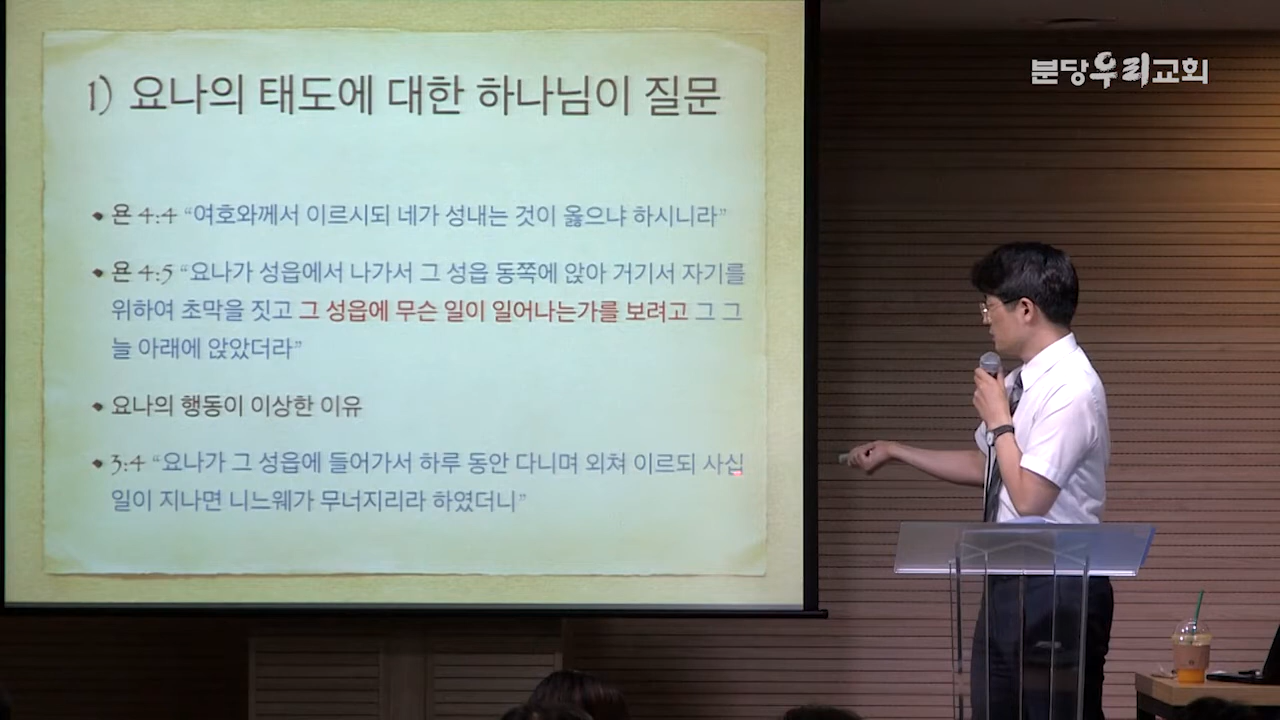 분당우리교회
1) 요나의 태도에 대한 하나님이 질문
욘 4:4 “여호와께서 이르시되 네가 성내는 것이 옳으냐 하시니라”
욘 4:5 “요나가 성읍에서 나가서 그 성읍 동쪽에 앉아 거기서 자기를
위하여 초막을 짓고 그 성읍에 무슨 일이 일어나는가를 보려고 그 그
늘 아래에 앉았더라”
요나의 행동이 이상한 이유
3:4 “요나가 그 성읍에 들어가서 하루 동안 다니며 외쳐 이르되 사십
일이 지나면 니느웨가 무너지리라 하였더니”